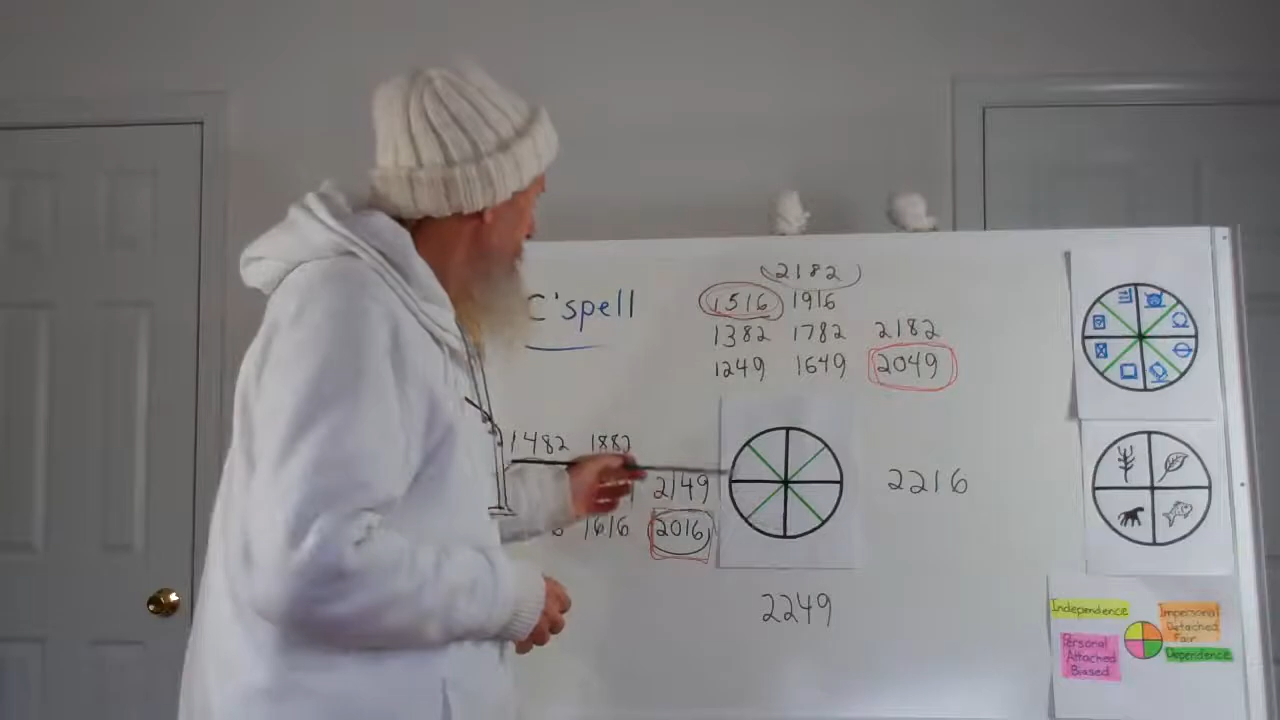 C'spell
2182
1516 1916
1382 1782 2182
1249 1649 2049
1482 1882
2149
1616 2016
2216
2249
Independence
Impersonal
Detached
Fair
Personal
Attached
Biased
Dependence